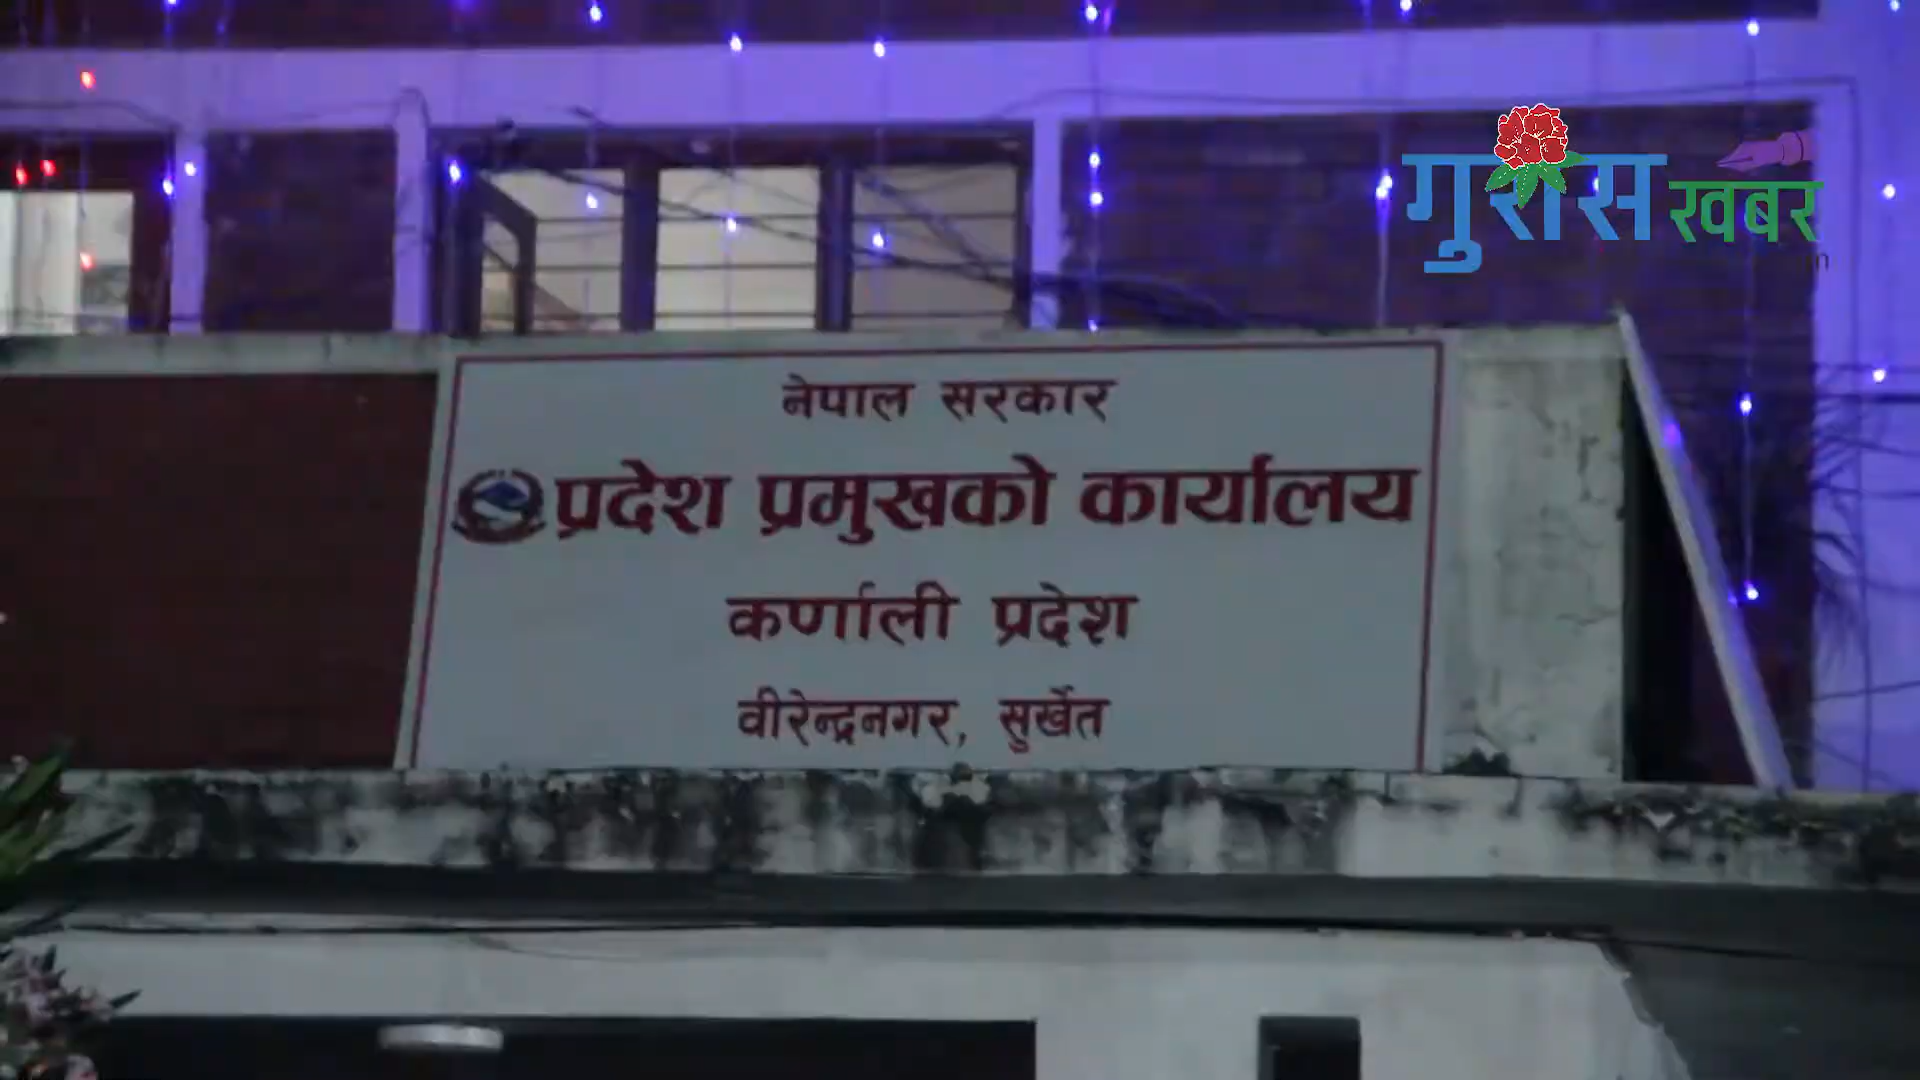 गुराँस खबर
नेपाल सरकार
प्रदेश प्रमुखको कार्यालय
कर्णाली प्रदेश
वीरेन्द्रनगर, सुर्खेत